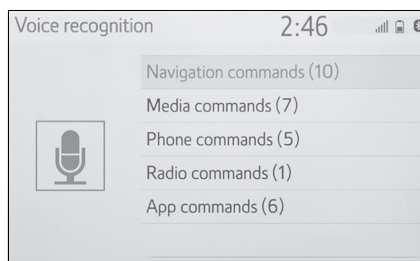 Voice recognition 2:46
Navigation commands (10)
Media commands (7)
Phone commands (5)
Radio commands (1)
App commands (6)